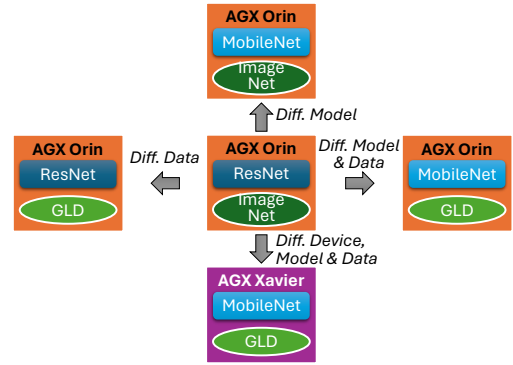 AGX Orin
MobileNet
Image
Net
Diff. Model
AGX Orin
ResNet
GLD
Diff. Data
AGX Orin
ResNet
Image
Net
Diff. Model
& Data
AGX Orin
MobileNet
GLD
Diff. Device,
Model & Data
AGX Xavier
MobileNet
GLD